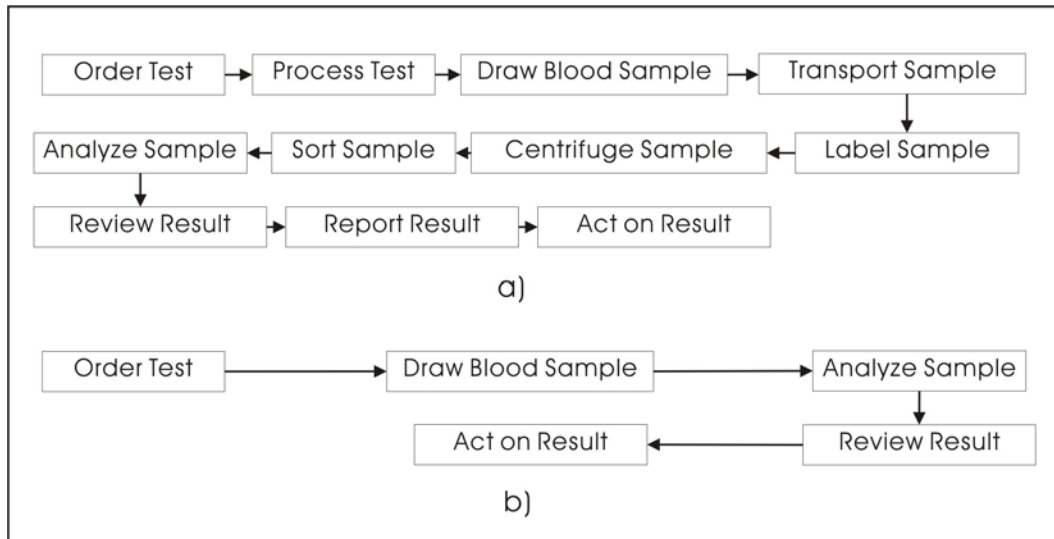 Order Test Process Test Draw Blood Sample Transport Sample
Analyze Sample Sort Sample Centrifuge Sample Label Sample
Review Result Report Result Act on Result
a)
Order Test Draw Blood Sample Analyze Sample
Act on Result Review Result
b)